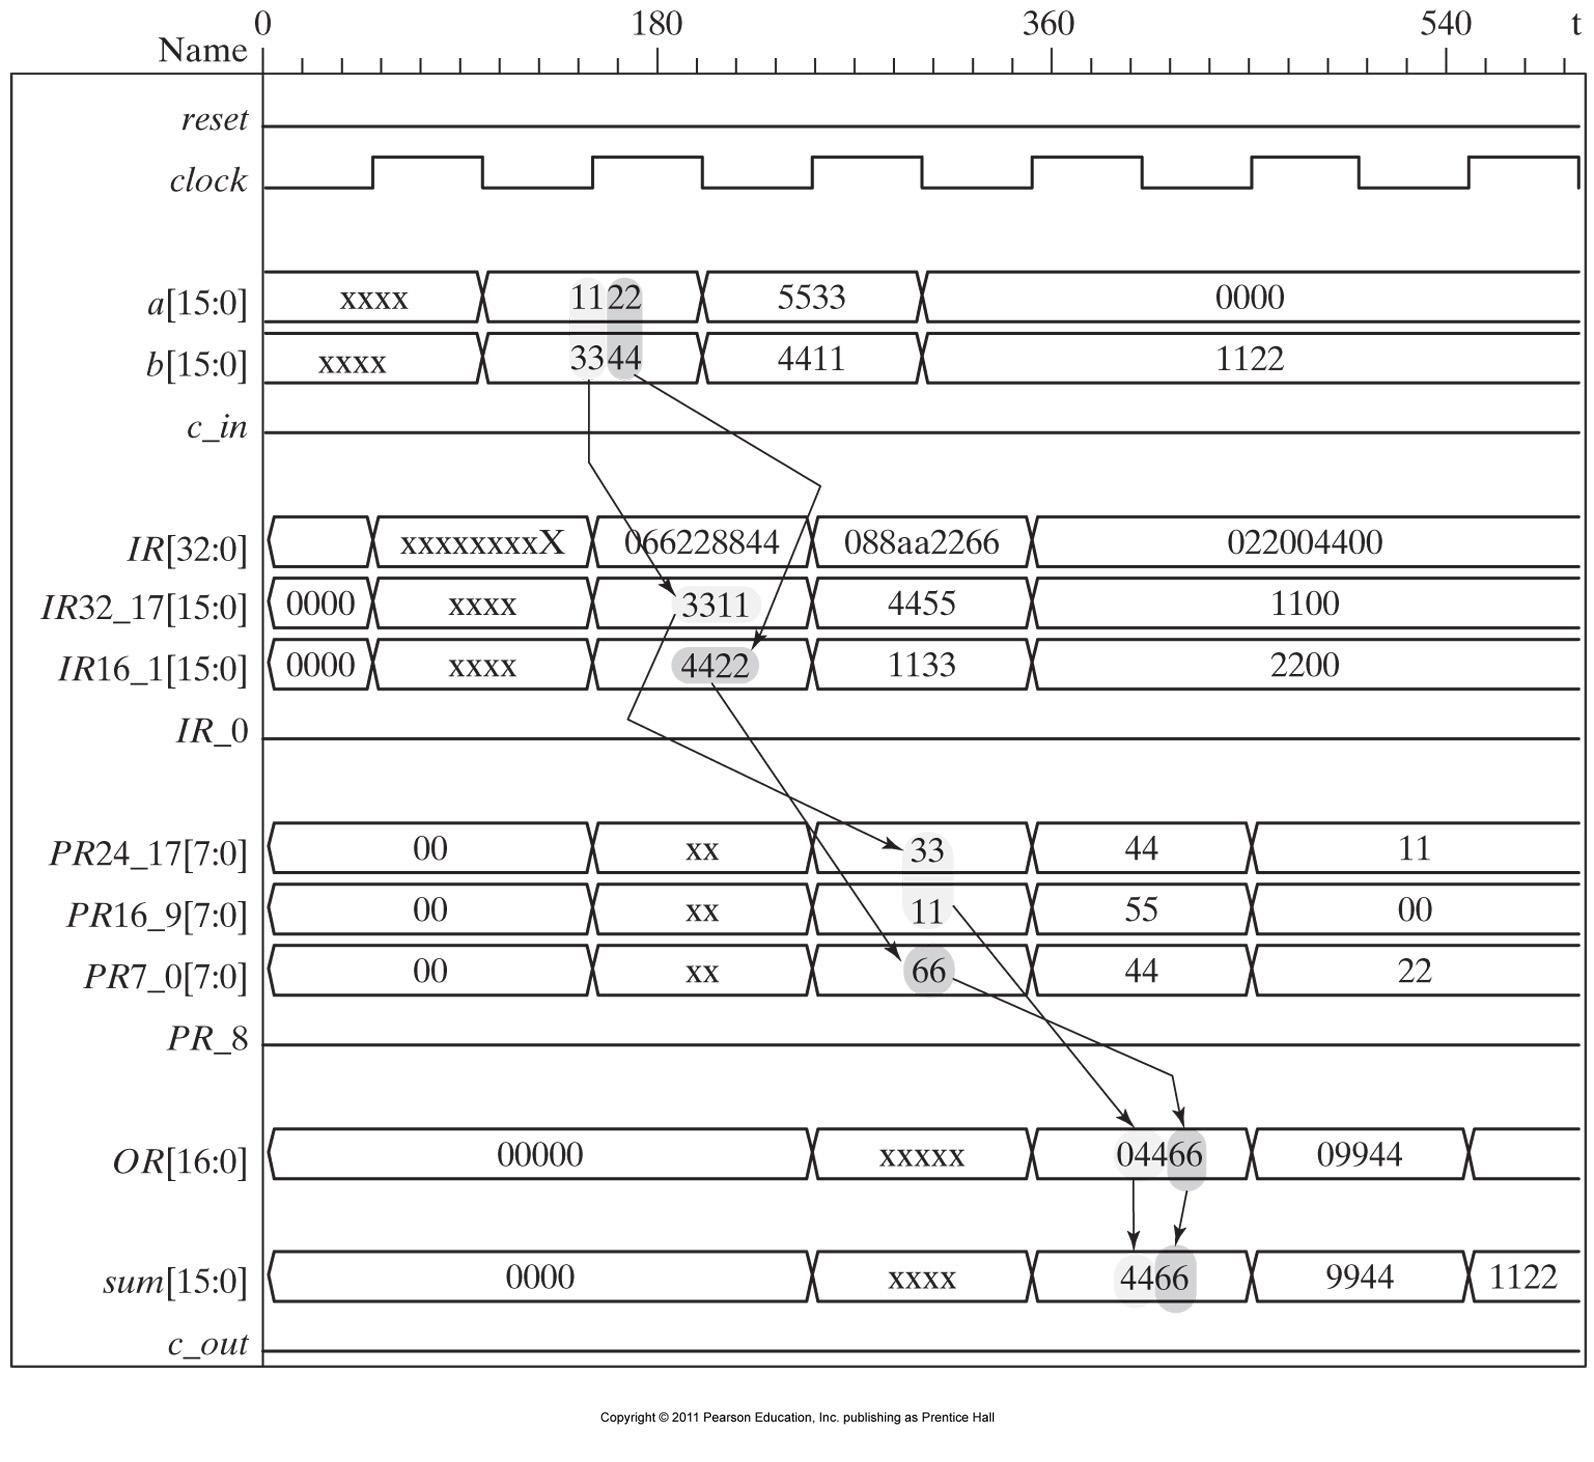 0 180 360 540 t
Name
reset
clock
a[15:0] xxxx 1122 5533 0000
b[15:0] xxxx 3344 4411 1122
c_in
IR[32:0] xxxxxxxxX 066228844 088aa2266 022004400
IR32_17[15:0] 0000 xxxx 3311 4455 1100
IR16_1[15:0] 0000 xxxx 4422 1133 2200
IR_0
PR24_17[7:0] 00 xx 33 44 11
PR16_9[7:0] 00 xx 11 55 00
PR7_0[7:0] 00 xx 66 44 22
PR_8
OR[16:0] 00000 xxxxx 04466 09944
sum[15:0] 0000 xxxx 4466 9944 1122
c_out
Copyright © 2011 Pearson Education, Inc. publishing as Prentice Hall